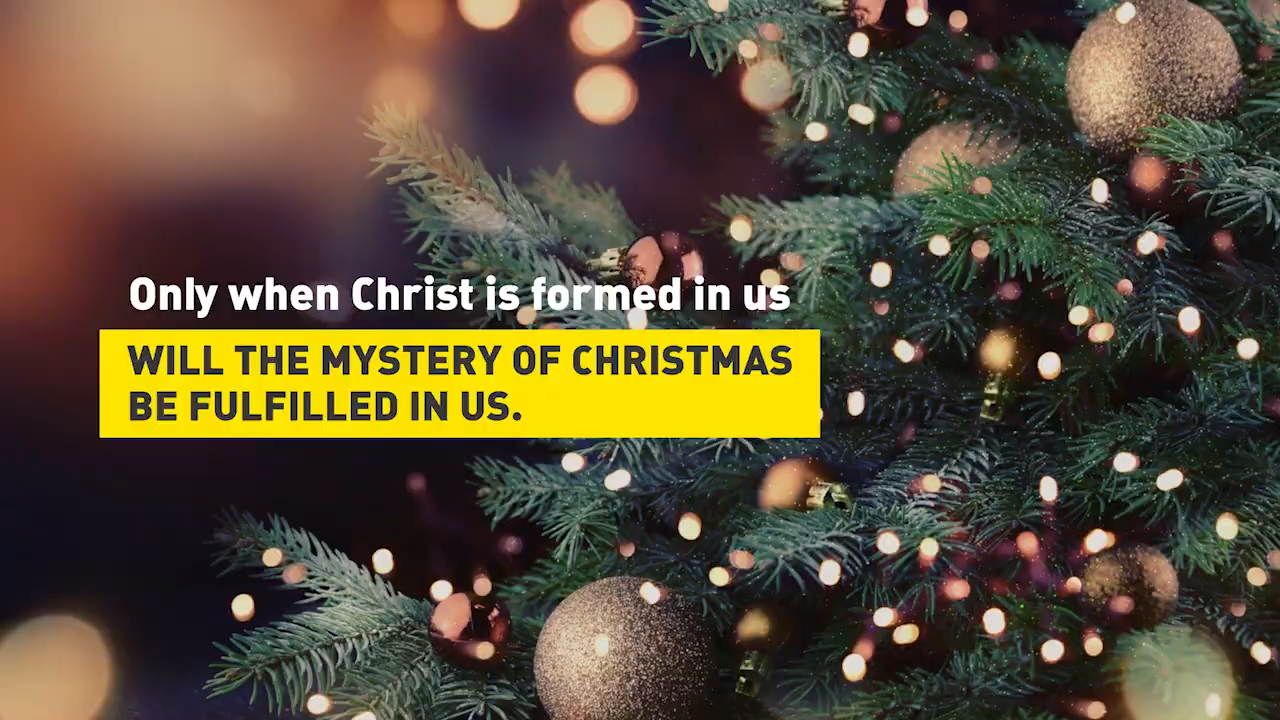 Only when Christ is formed in us
WILL THE MYSTERY OF CHRISTMAS
BE FULFILLED IN US.